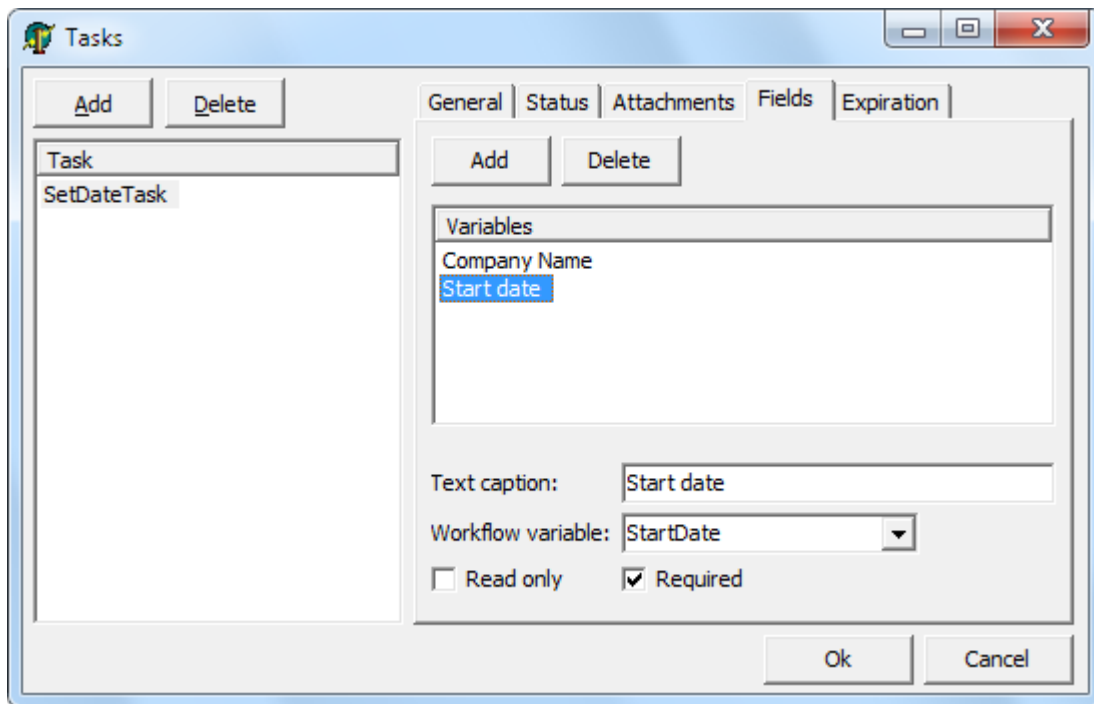 Tasks
Add Delete
Task
SetDateTask
General Status Attachments Fields Expiration
Add Delete
Variables
Company Name
Start date
Text caption: Start date
Workflow variable: StartDate
Read only Required
Ok Cancel